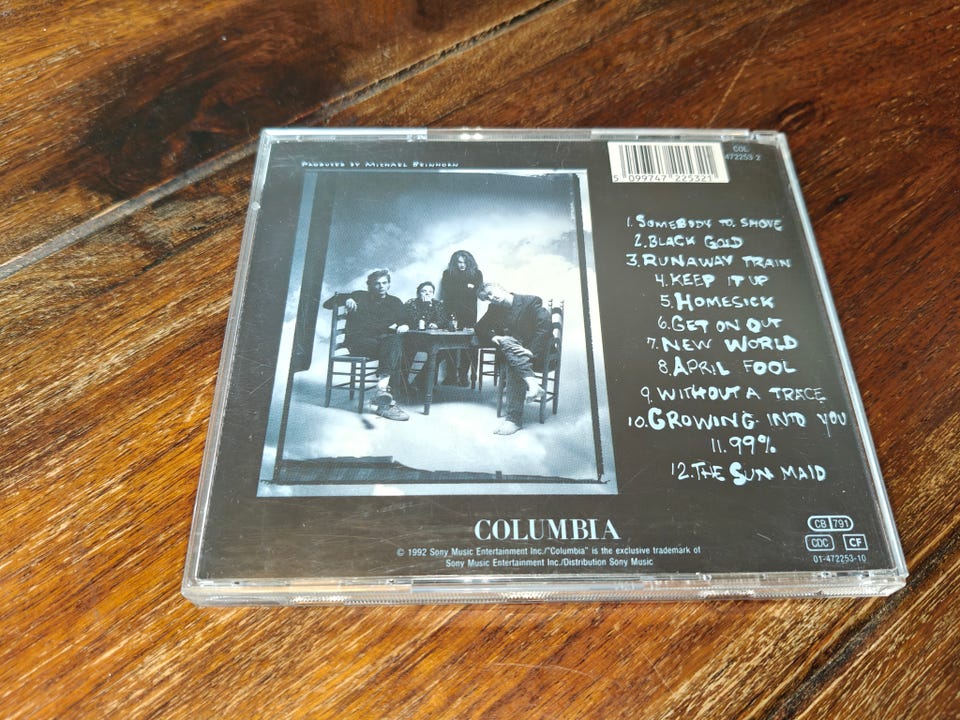 PRODUCED BY MICHAEL BEINHORN
COL
472253 2
5 099747 225321
1. SOMEBODY TO SHOVE
2. BLACK GOLD
3. RUNAWAY TRAIN
4. KEEP IT UP
5. HOMESICK
6. GET ON OUT
7. NEW WORLD
8. APRIL FOOL
9. WITHOUT A TRACE
10. GROWING INTO YOU
11. 99%
12. THE SUN MAID
COLUMBIA
© 1992 Sony Music Entertainment Inc./"Columbia" is the exclusive trademark of
Sony Music Entertainment Inc./Distribution Sony Music
CB 791
CDC CF
01-472253-10